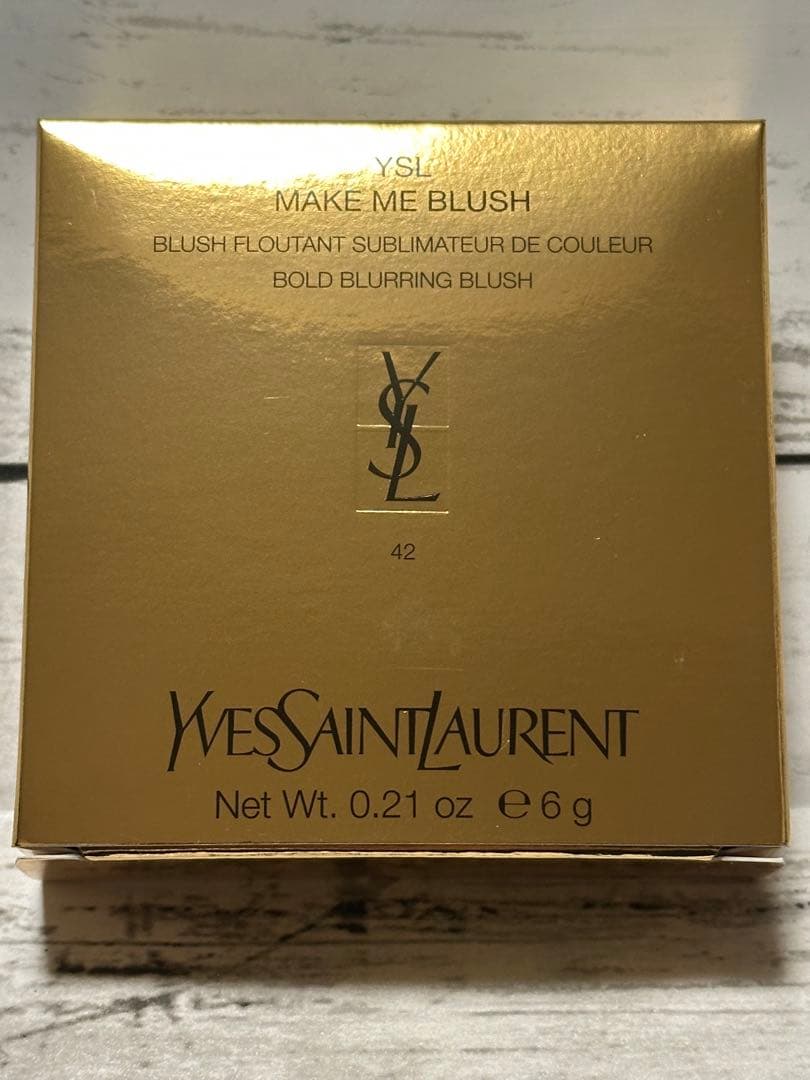 YSL
MAKE ME BLUSH
BLUSH FLOUTANT SUBLIMATEUR DE COULEUR
BOLD BLURRING BLUSH
YSL
42
YVESSAINTLAURENT
Net Wt. 0.21 oz ℮ 6 g